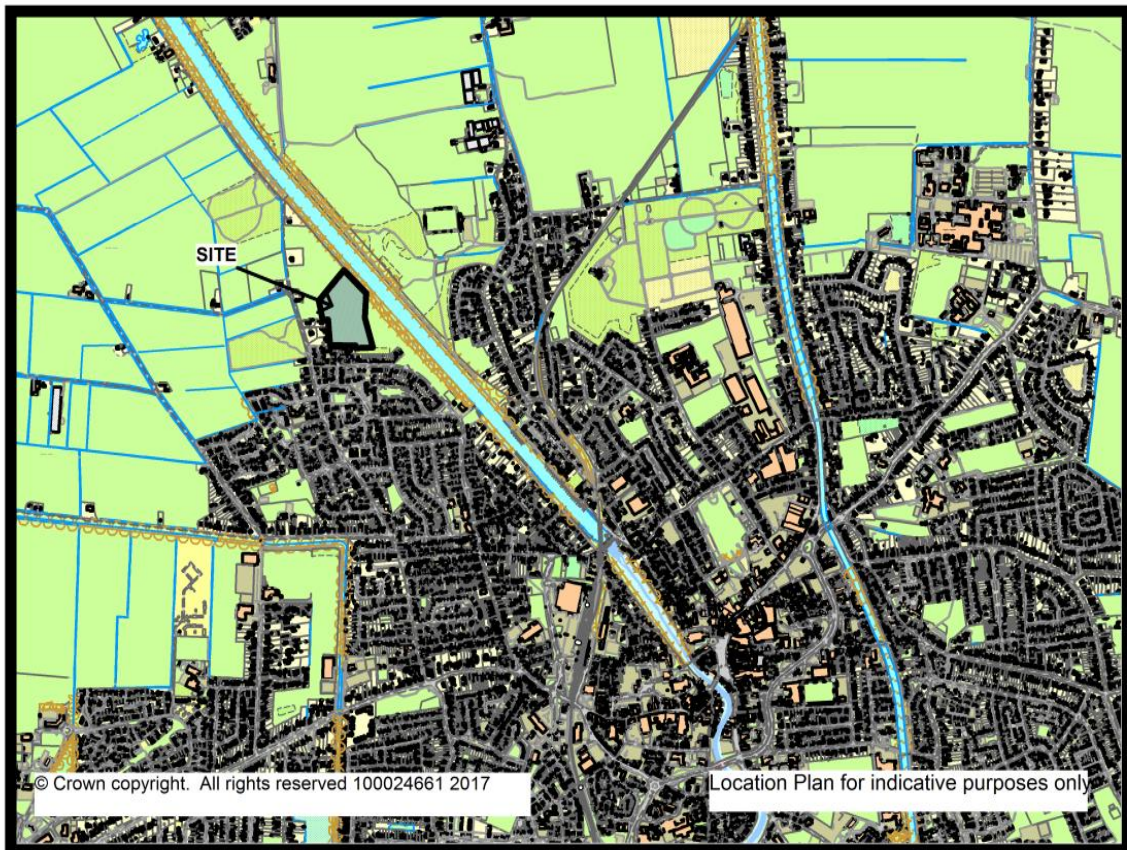 SITE
© Crown copyright.  All rights reserved 100024661 2017
Location Plan for indicative purposes only